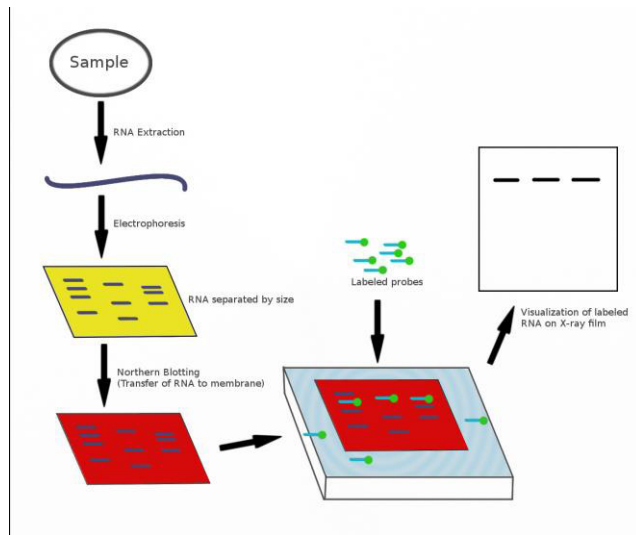 Sample
RNA Extraction
Electrophoresis
RNA separated by size
Northern Blotting
(Transfer of RNA to membrane)
Labeled probes
Visualization of labeled
RNA on X-ray film